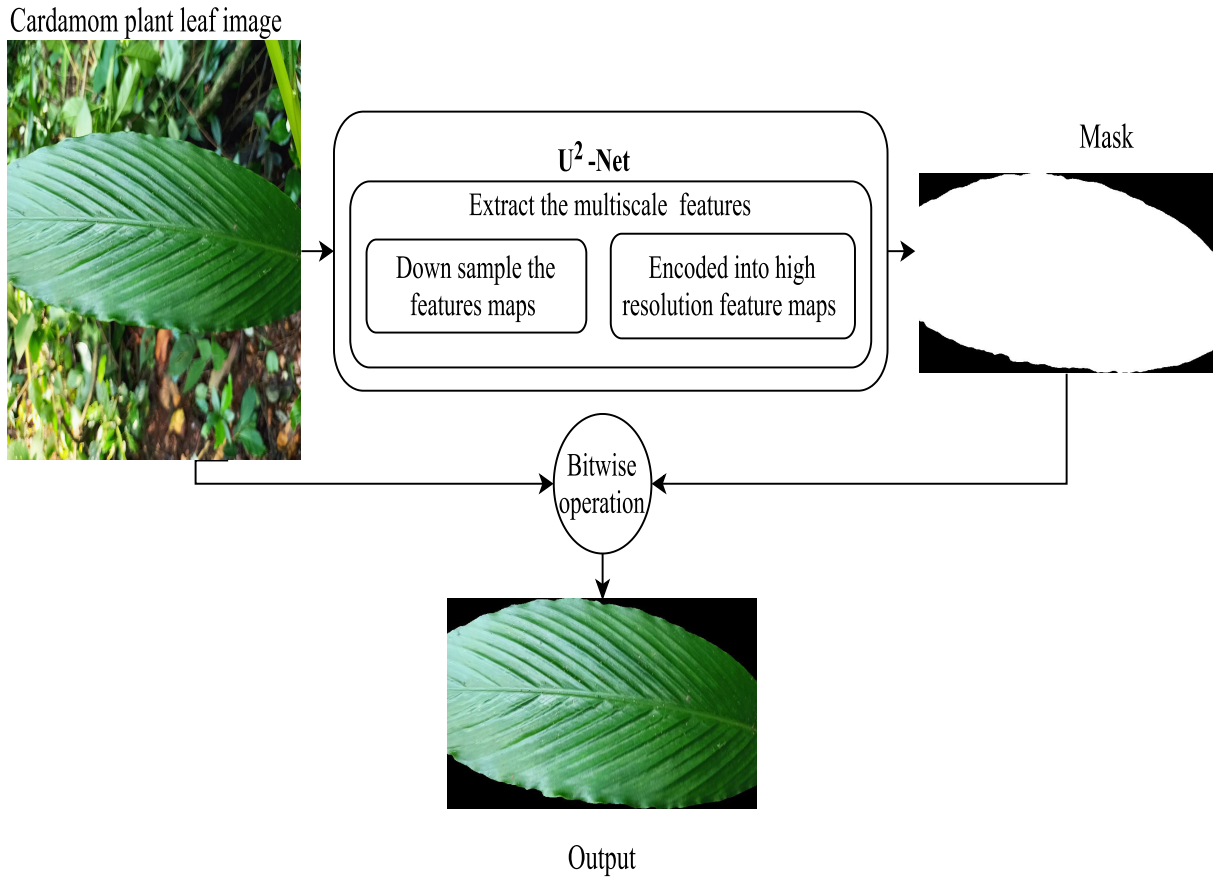 Cardamom plant leaf image
Mask
U² -Net
Extract the multiscale features
Down sample the
features maps
Encoded into high
resolution feature maps
Bitwise
operation
Output